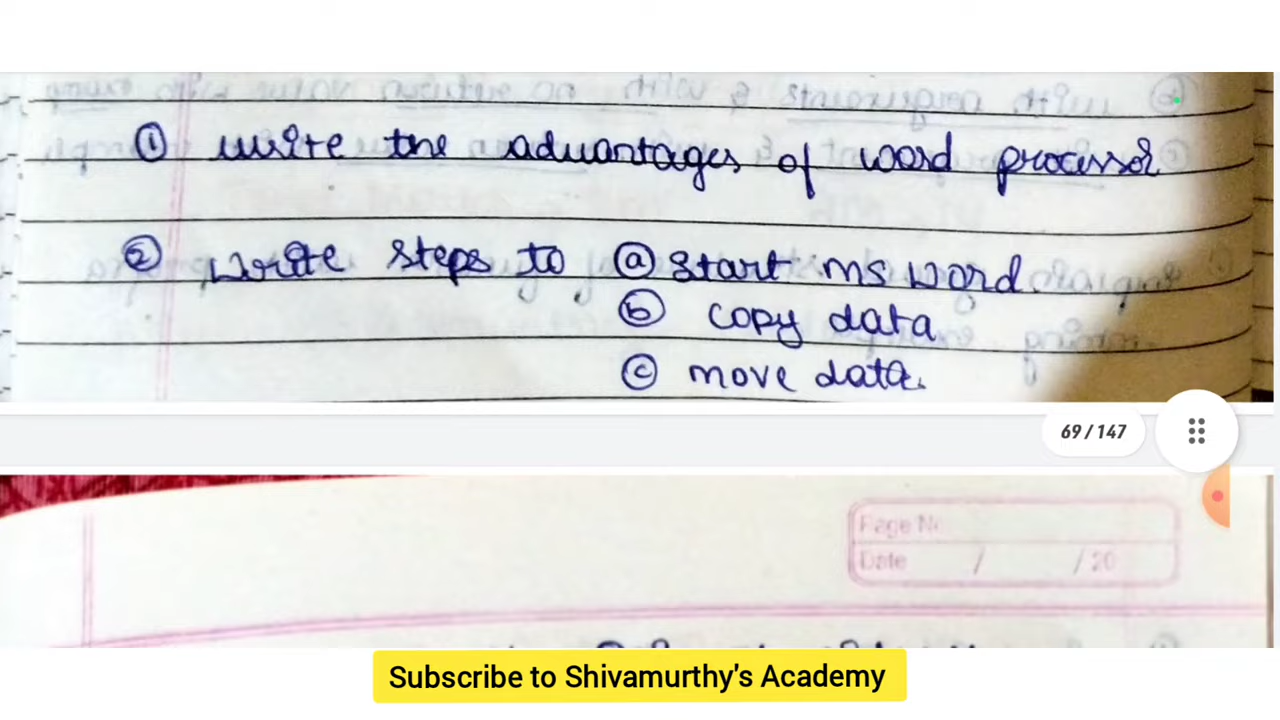 ① write the advantages of word processor
② Write steps to ⓐ start ms word
ⓑ copy data
ⓒ move data.
69 / 147
Page No
Date / / 20
Subscribe to Shivamurthy's Academy